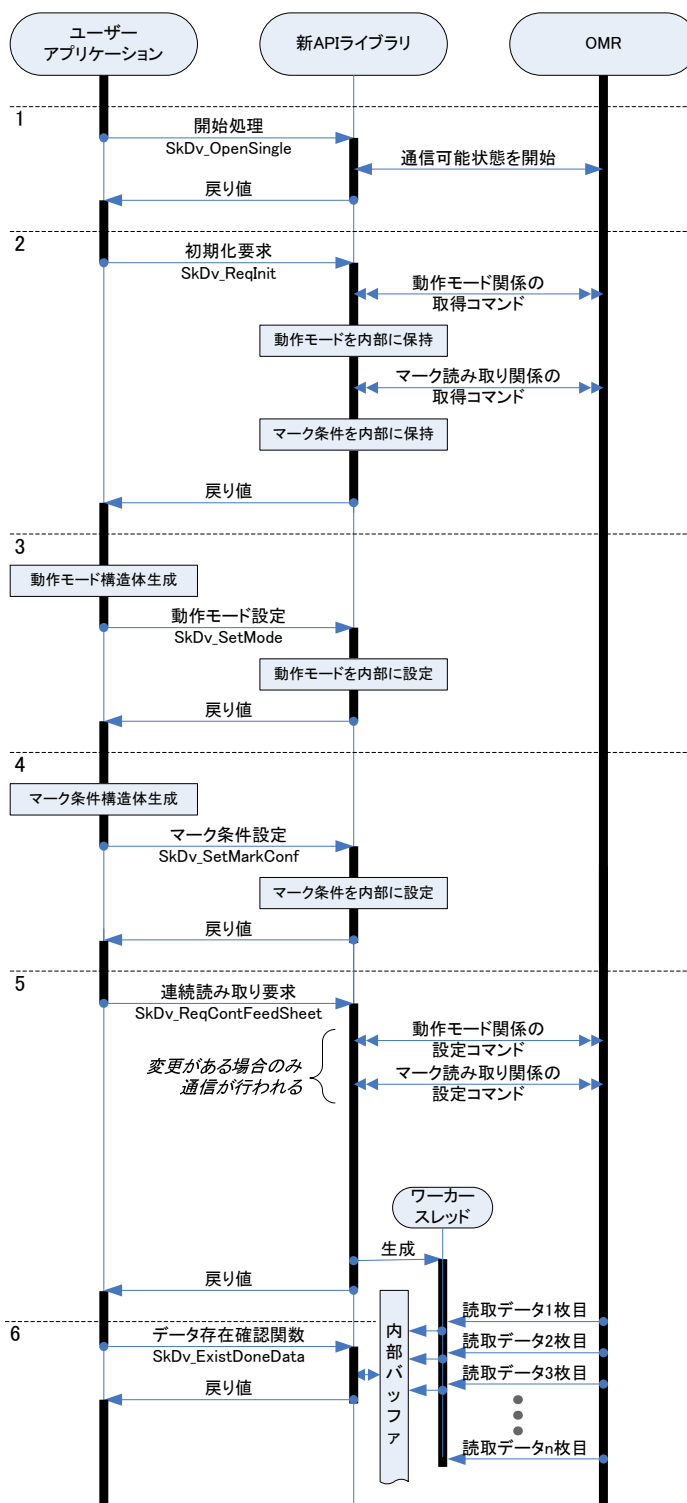 ユーザー
アプリケーション
新APIライブラリ
OMR
1
開始処理
SkDv_OpenSingle
通信可能状態を開始
戻り値
2
初期化要求
SkDv_ReqInit
動作モード関係の
取得コマンド
動作モードを内部に保持
マーク読み取り関係の
取得コマンド
マーク条件を内部に保持
戻り値
3
動作モード構造体生成
動作モード設定
SkDv_SetMode
動作モードを内部に設定
戻り値
4
マーク条件構造体生成
マーク条件設定
SkDv_SetMarkConf
マーク条件を内部に設定
戻り値
5
連続読み取り要求
SkDv_ReqContFeedSheet
動作モード関係の
設定コマンド
変更がある場合のみ
通信が行われる
マーク読み取り関係の
設定コマンド
ワーカー
スレッド
生成
戻り値
6
読取データ1枚目
データ存在確認関数
SkDv_ExistDoneData
内部バッファ
読取データ2枚目
戻り値
読取データ3枚目
読取データn枚目